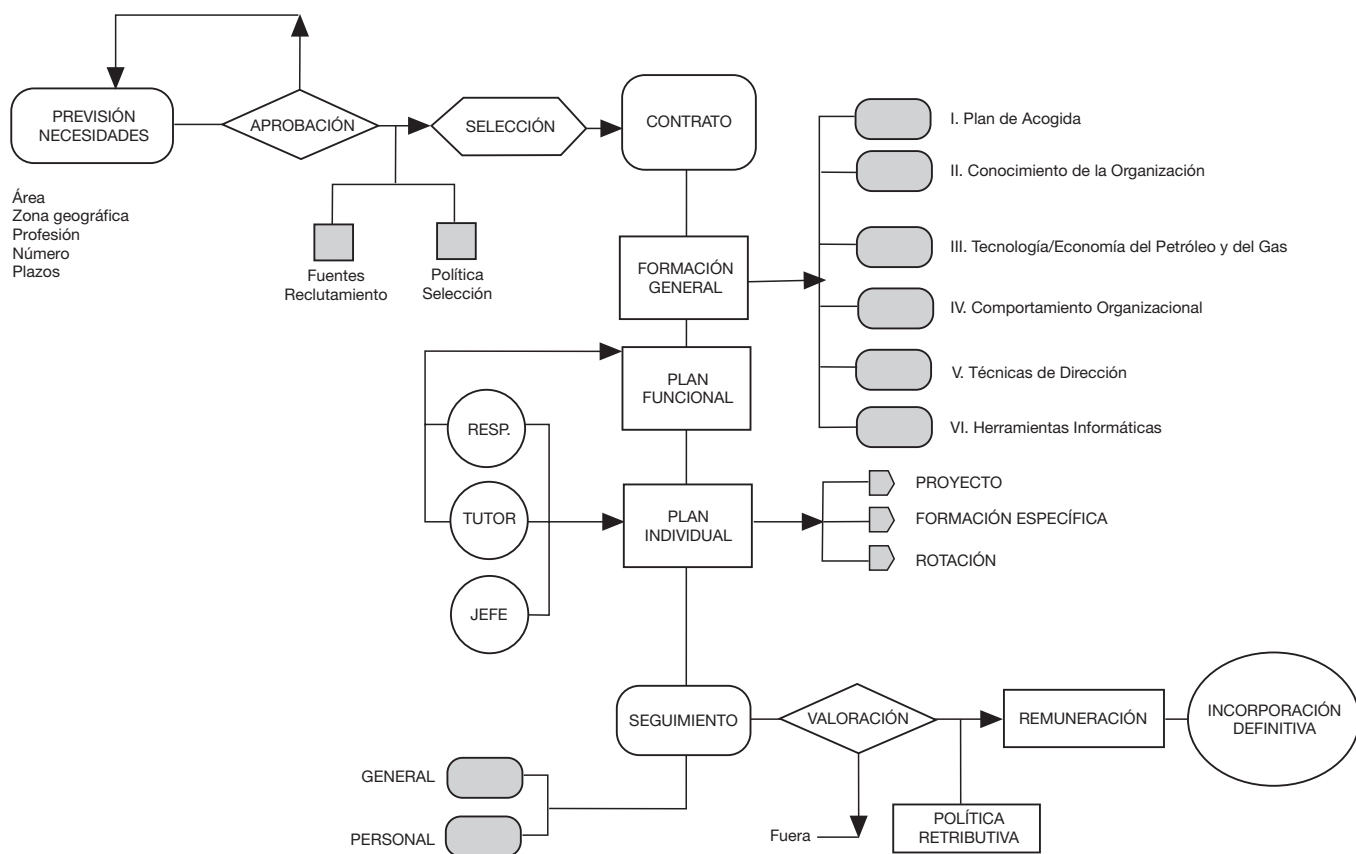 PREVISIÓN
NECESIDADES
APROBACIÓN
SELECCIÓN
CONTRATO
Área
Zona geográfica
Profesión
Número
Plazos
Fuentes
Reclutamiento
Política
Selección
FORMACIÓN
GENERAL
I. Plan de Acogida
II. Conocimiento de la Organización
III. Tecnología/Economía del Petróleo y del Gas
IV. Comportamiento Organizacional
V. Técnicas de Dirección
VI. Herramientas Informáticas
PLAN
FUNCIONAL
RESP.
TUTOR
JEFE
PLAN
INDIVIDUAL
PROYECTO
FORMACIÓN ESPECÍFICA
ROTACIÓN
SEGUIMIENTO
VALORACIÓN
REMUNERACIÓN
INCORPORACIÓN
DEFINITIVA
GENERAL
PERSONAL
Fuera
POLÍTICA
RETRIBUTIVA